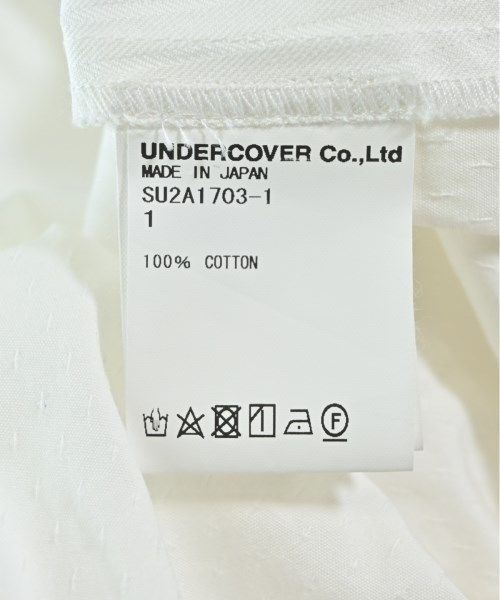 UNDERCOVER Co.,Ltd
MADE IN JAPAN
SU2A1703-1
1
100% COTTON
F